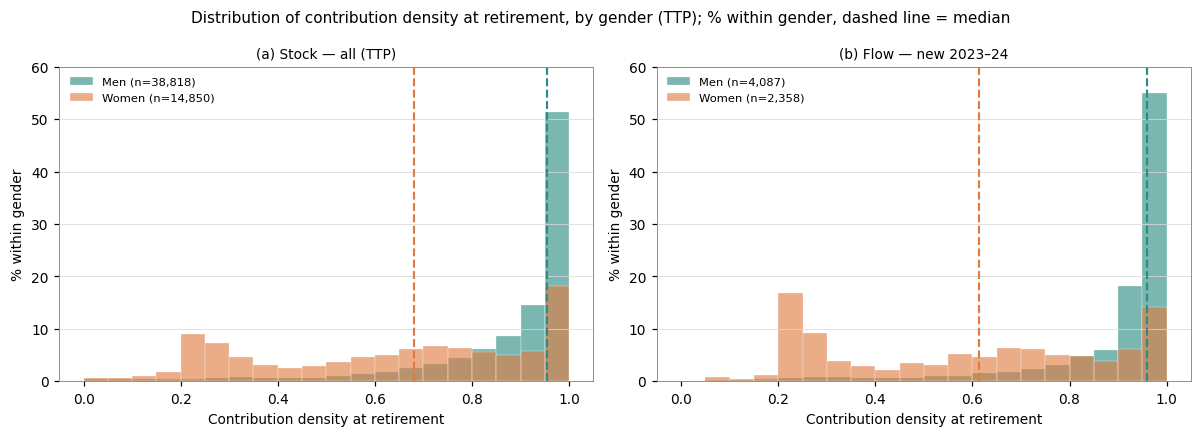 Distribution of contribution density at retirement, by gender (TTP); % within gender, dashed line = median
(a) Stock — all (TTP)
Men (n=38,818)
Women (n=14,850)
60
50
40
30
20
10
0
% within gender
0.0 0.2 0.4 0.6 0.8 1.0
Contribution density at retirement
(b) Flow — new 2023–24
Men (n=4,087)
Women (n=2,358)
60
50
40
30
20
10
0
% within gender
0.0 0.2 0.4 0.6 0.8 1.0
Contribution density at retirement